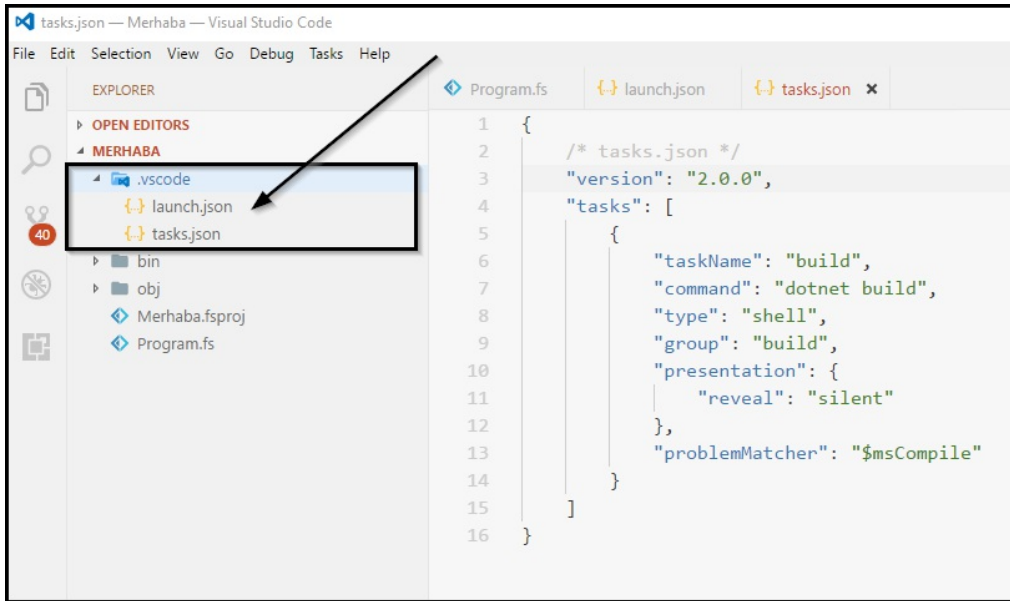 tasks.json — Merhaba — Visual Studio Code
File Edit Selection View Go Debug Tasks Help
EXPLORER
OPEN EDITORS
MERHABA
.vscode
{..} launch.json
{..} tasks.json
bin
obj
Merhaba.fsproj
Program.fs
40
Program.fs {..} launch.json {..} tasks.json ×
1 {
2 /* tasks.json */
3 "version": "2.0.0",
4 "tasks": [
5 {
6 "taskName": "build",
7 "command": "dotnet build",
8 "type": "shell",
9 "group": "build",
10 "presentation": {
11 "reveal": "silent"
12 },
13 "problemMatcher": "$msCompile"
14 }
15 ]
16 }